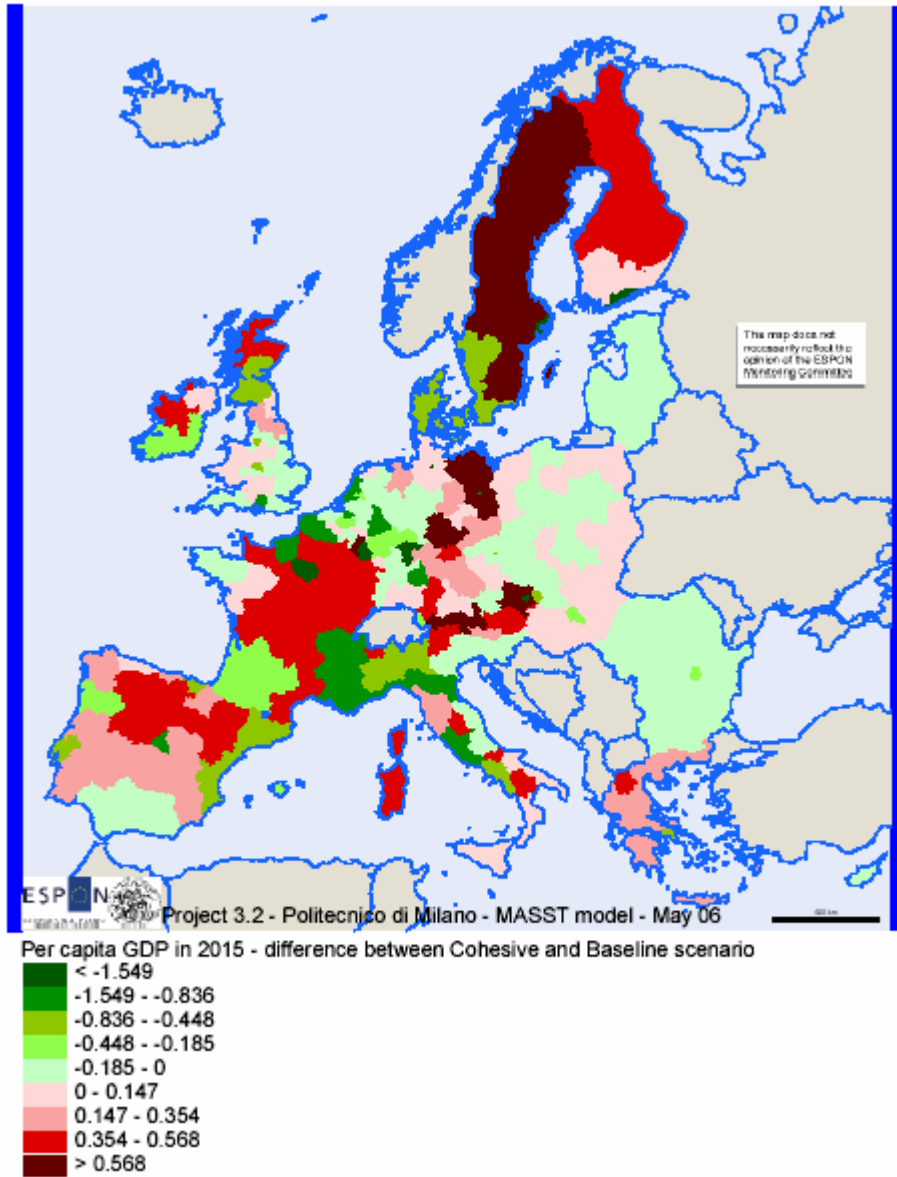 This map does not
necessarily reflect the
opinion of the ESPON
Monitoring Committee
ESPON
Project 3.2 - Politecnico di Milano - MASST model - May 06
Per capita GDP in 2015 - difference between Cohesive and Baseline scenario
< -1.549
-1.549 - -0.836
-0.836 - -0.448
-0.448 - -0.185
-0.185 - 0
0 - 0.147
0.147 - 0.354
0.354 - 0.568
> 0.568